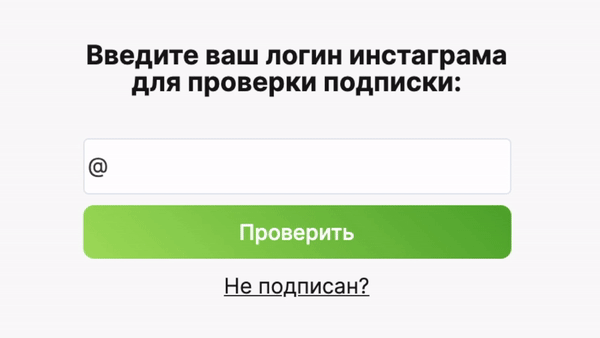 Введите ваш логин инстаграма
для проверки подписки:
@
Проверить
Не подписан?